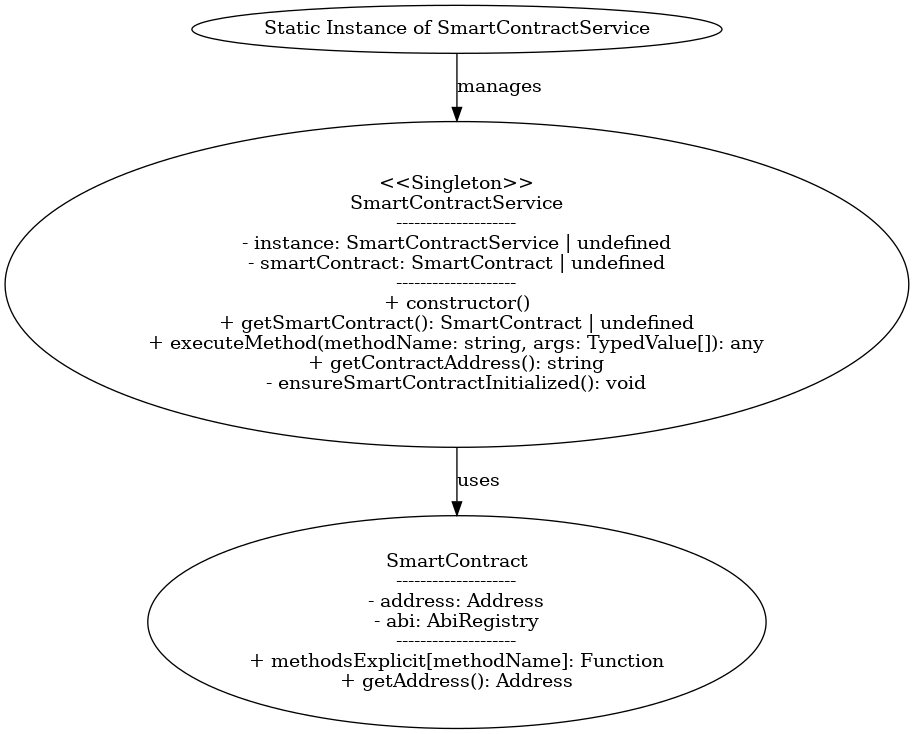 Static Instance of SmartContractService
manages
<<Singleton>>
SmartContractService
--------------------
- instance: SmartContractService | undefined
- smartContract: SmartContract | undefined
--------------------
+ constructor()
+ getSmartContract(): SmartContract | undefined
+ executeMethod(methodName: string, args: TypedValue[]): any
+ getContractAddress(): string
- ensureSmartContractInitialized(): void
uses
SmartContract
--------------------
- address: Address
- abi: AbiRegistry
--------------------
+ methodsExplicit[methodName]: Function
+ getAddress(): Address